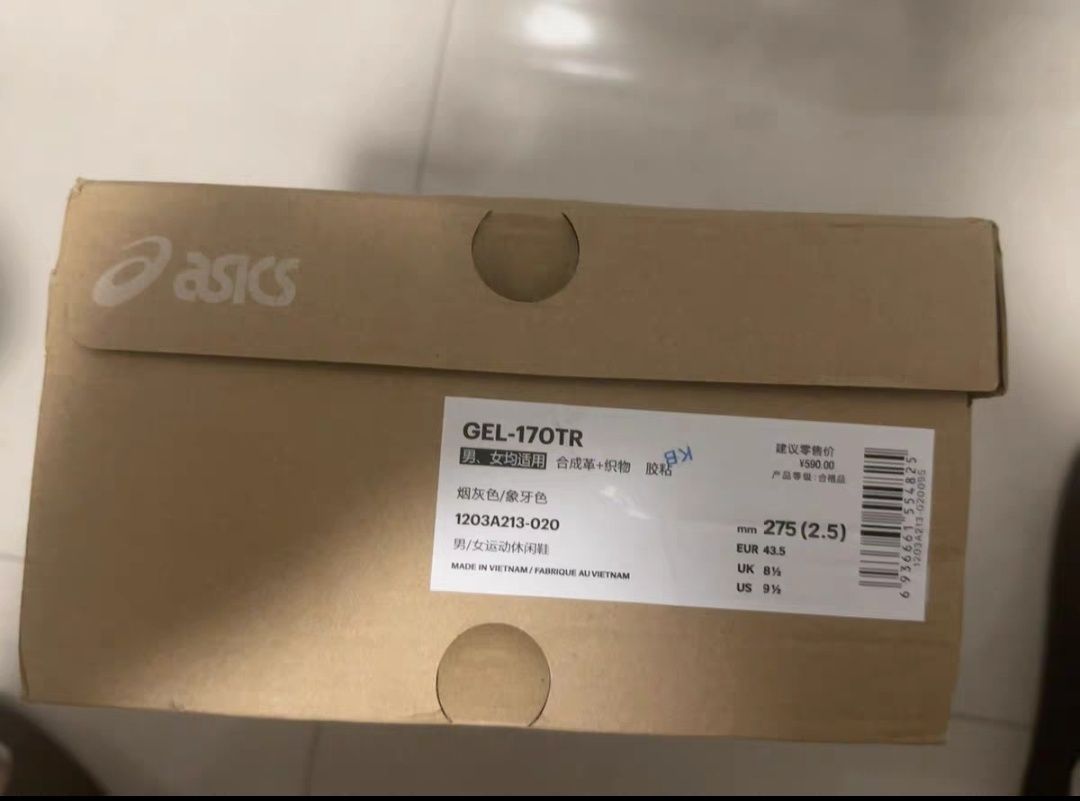 asics
GEL-170TR
男、女均适用 合成革+织物 胶粘
KB
烟灰色/象牙色
1203A213-020
男/女运动休闲鞋
MADE IN VIETNAM / FABRIQUE AU VIETNAM
建议零售价
¥590.00
产品等级:合格品
mm 275(2.5)
EUR 43.5
UK 8½
US 9½
6 936661 554825